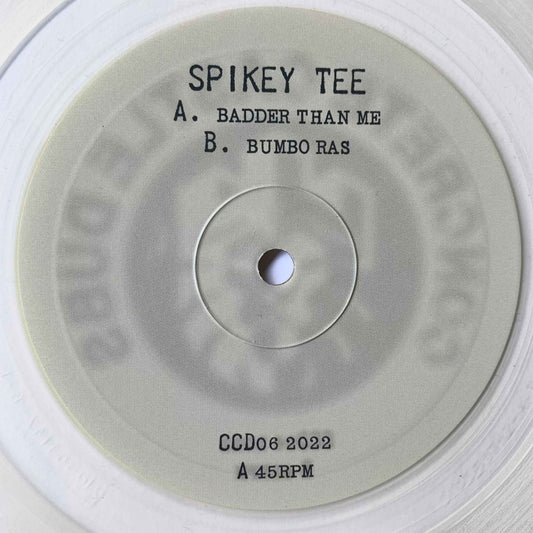 SPIKEY TEE
A. BADDER THAN ME
B. BUMBO RAS
CCD06 2022
A 45RPM